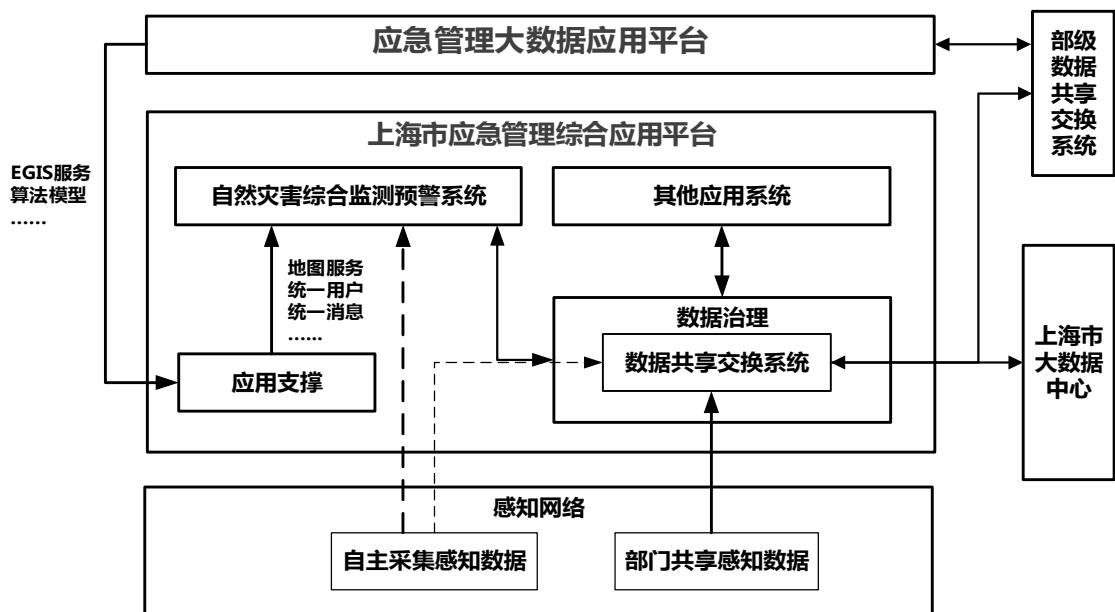 应急管理大数据应用平台
部级
数据
共享
交换
系统
上海市应急管理综合应用平台
EGIS服务
算法模型
……
自然灾害综合监测预警系统
其他应用系统
地图服务
统一用户
统一消息
……
数据治理
数据共享交换系统
应用支撑
上海市
大数据
中心
感知网络
自主采集感知数据
部门共享感知数据